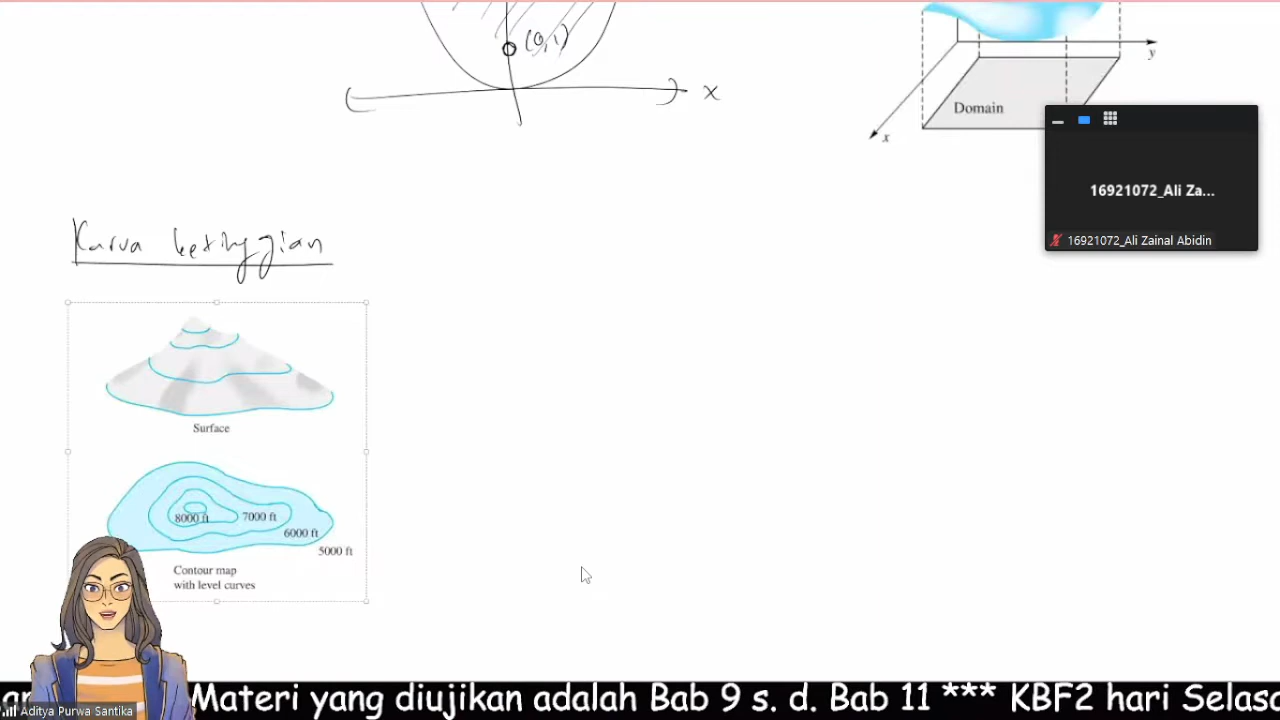 (0,1)
x
y
Domain
x
16921072_Ali Za...
16921072_Ali Zainal Abidin
Kurva ketinggian
Surface
8000 ft
7000 ft
6000 ft
5000 ft
Contour map
with level curves
Materi yang diujikan adalah Bab 9 s. d. Bab 11 *** KBF2 hari Selasa
Aditya Purwa Santika